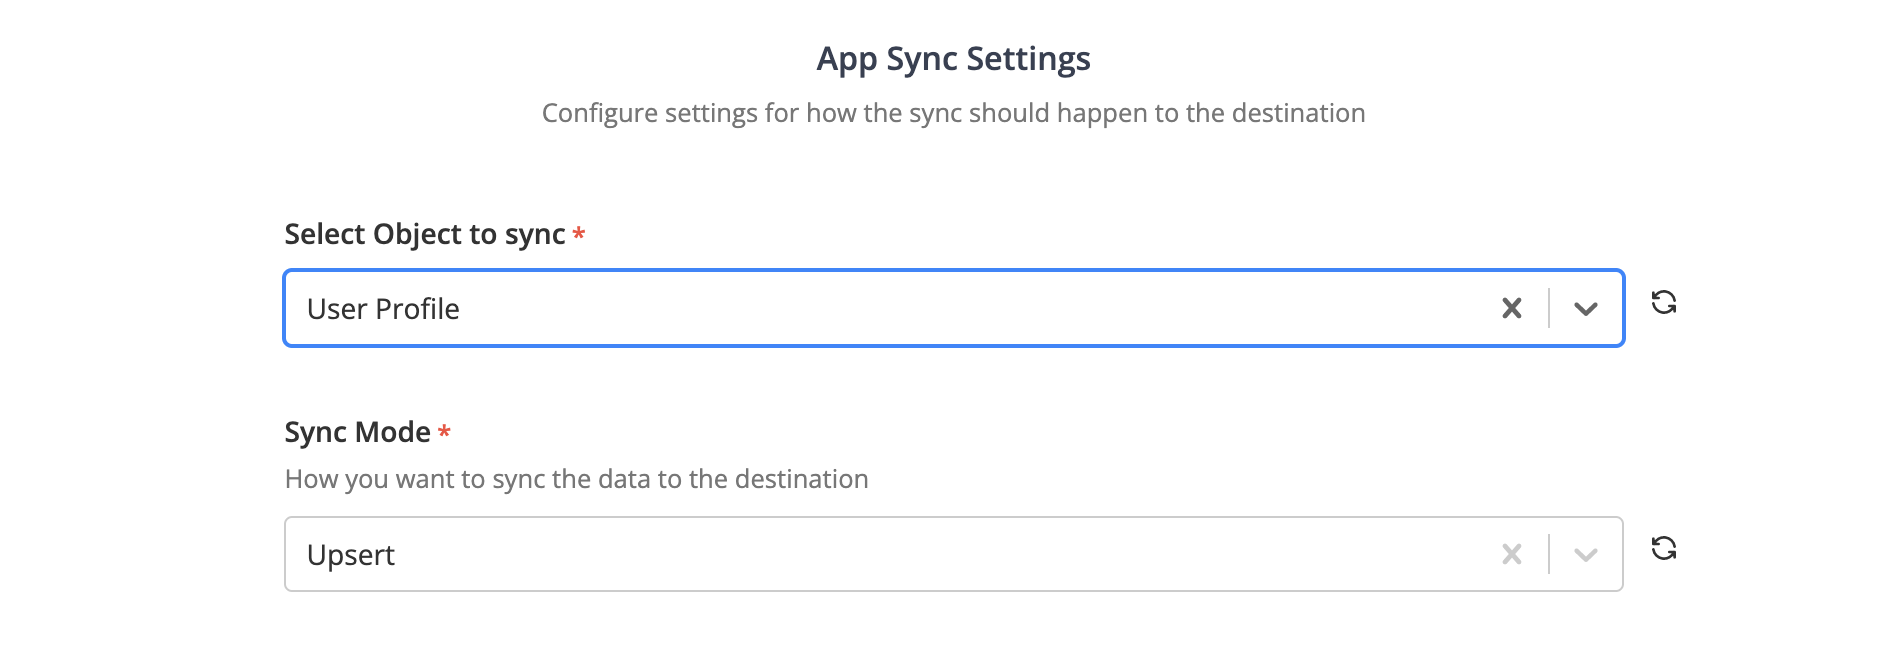 App Sync Settings
Configure settings for how the sync should happen to the destination
Select Object to sync *
User Profile
Sync Mode *
How you want to sync the data to the destination
Upsert